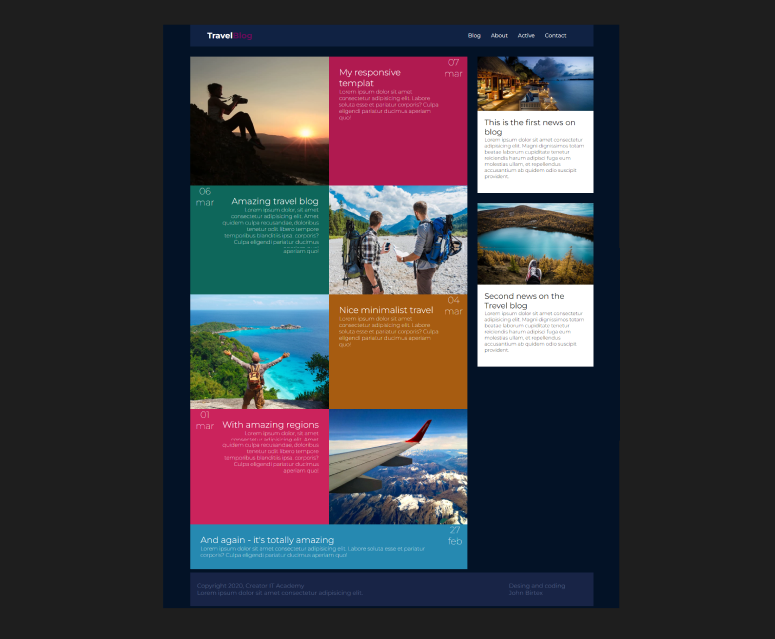 TravelBlog
Blog About Active Contact
07
mar
My responsive
templat
Lorem ipsum dolor sit amet
consectetur adipisicing elit. Labore
soluta esse et pariatur corporis? Culpa
eligendi pariatur ducimus aperiam
quo!
06
mar
Amazing travel blog
Lorem ipsum dolor, sit amet
consectetur adipisicing elit. Amet
quidem culpa recusandae, doloribus
tenetur odit libero tempore
temporibus blanditiis ipsa, corporis?
Culpa eligendi pariatur ducimus
aperiam quo!
04
mar
Nice minimalist travel
Lorem ipsum dolor sit amet
consectetur adipisicing elit. Labore
soluta esse et pariatur corporis? Culpa
eligendi pariatur ducimus aperiam
quo!
01
mar
With amazing regions
Lorem ipsum dolor, sit amet
consectetur adipisicing elit. Amet
quidem culpa recusandae, doloribus
tenetur odit libero tempore
temporibus blanditiis ipsa, corporis?
Culpa eligendi pariatur ducimus
aperiam quo!
27
feb
And again - it's totally amazing
Lorem ipsum dolor sit amet consectetur adipisicing elit. Labore soluta esse et pariatur
corporis? Culpa eligendi pariatur ducimus aperiam quo!
This is the first news on
blog
Lorem ipsum dolor sit amet consectetur
adipisicing elit. Magni dignissimos totam
beatae laborum cupiditate tenetur
reiciendis harum adipisci fuga eum
molestias ullam, et repellendus
accusantium ab quidem odio suscipit
provident.
Second news on the
Trevel blog
Lorem ipsum dolor sit amet consectetur
adipisicing elit. Magni dignissimos totam
beatae laborum cupiditate tenetur
reiciendis harum adipisci fuga eum
molestias ullam, et repellendus
accusantium ab quidem odio suscipit
provident.
Copyright 2020, Creator IT Academy
Lorem ipsum dolor sit amet consectetur adipisicing elit.
Desing and coding
John Bebex